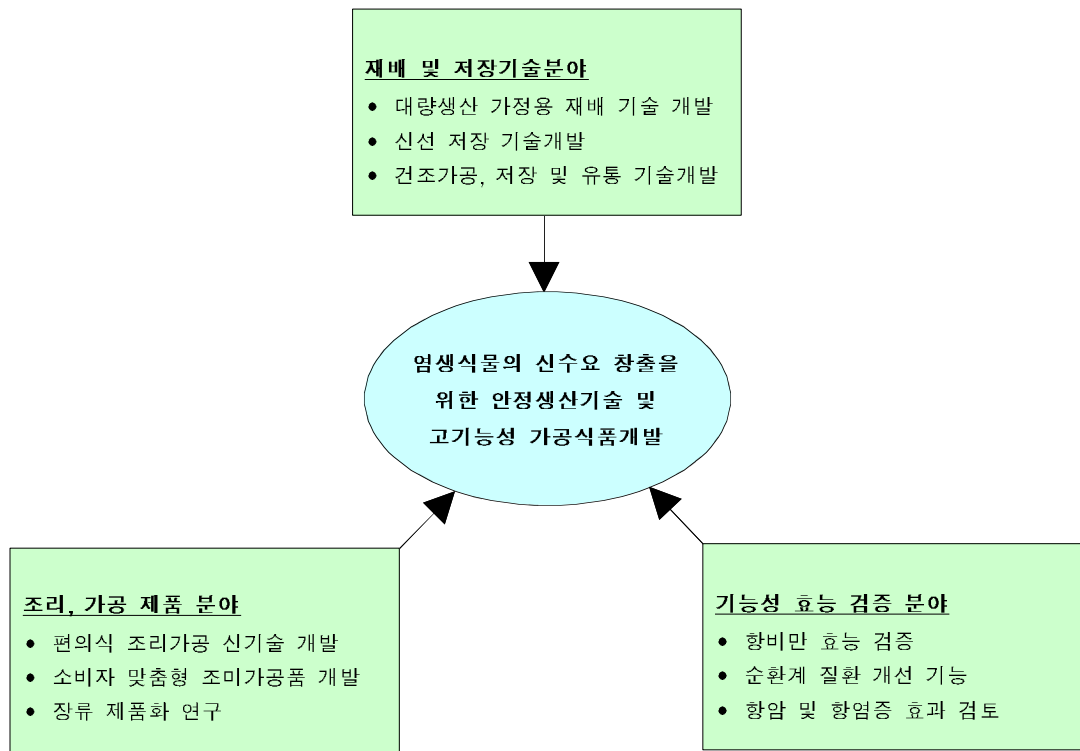 재배 및 저장기술분야
• 대량생산 가정용 재배 기술 개발
• 신선 저장 기술개발
• 건조가공, 저장 및 유통 기술개발
염생식물의 신수요 창출을
위한 안정생산기술 및
고기능성 가공식품개발
조리, 가공 제품 분야
• 편의식 조리가공 신기술 개발
• 소비자 맞춤형 조미가공품 개발
• 장류 제품화 연구
기능성 효능 검증 분야
• 항비만 효능 검증
• 순환계 질환 개선 기능
• 항암 및 항염증 효과 검토